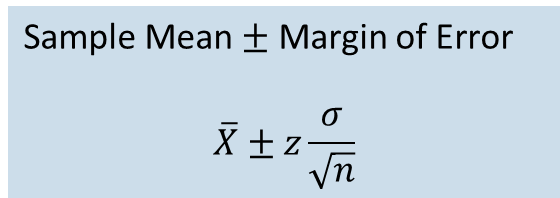 Sample Mean ± Margin of Error
X̄ ± z σ/√n